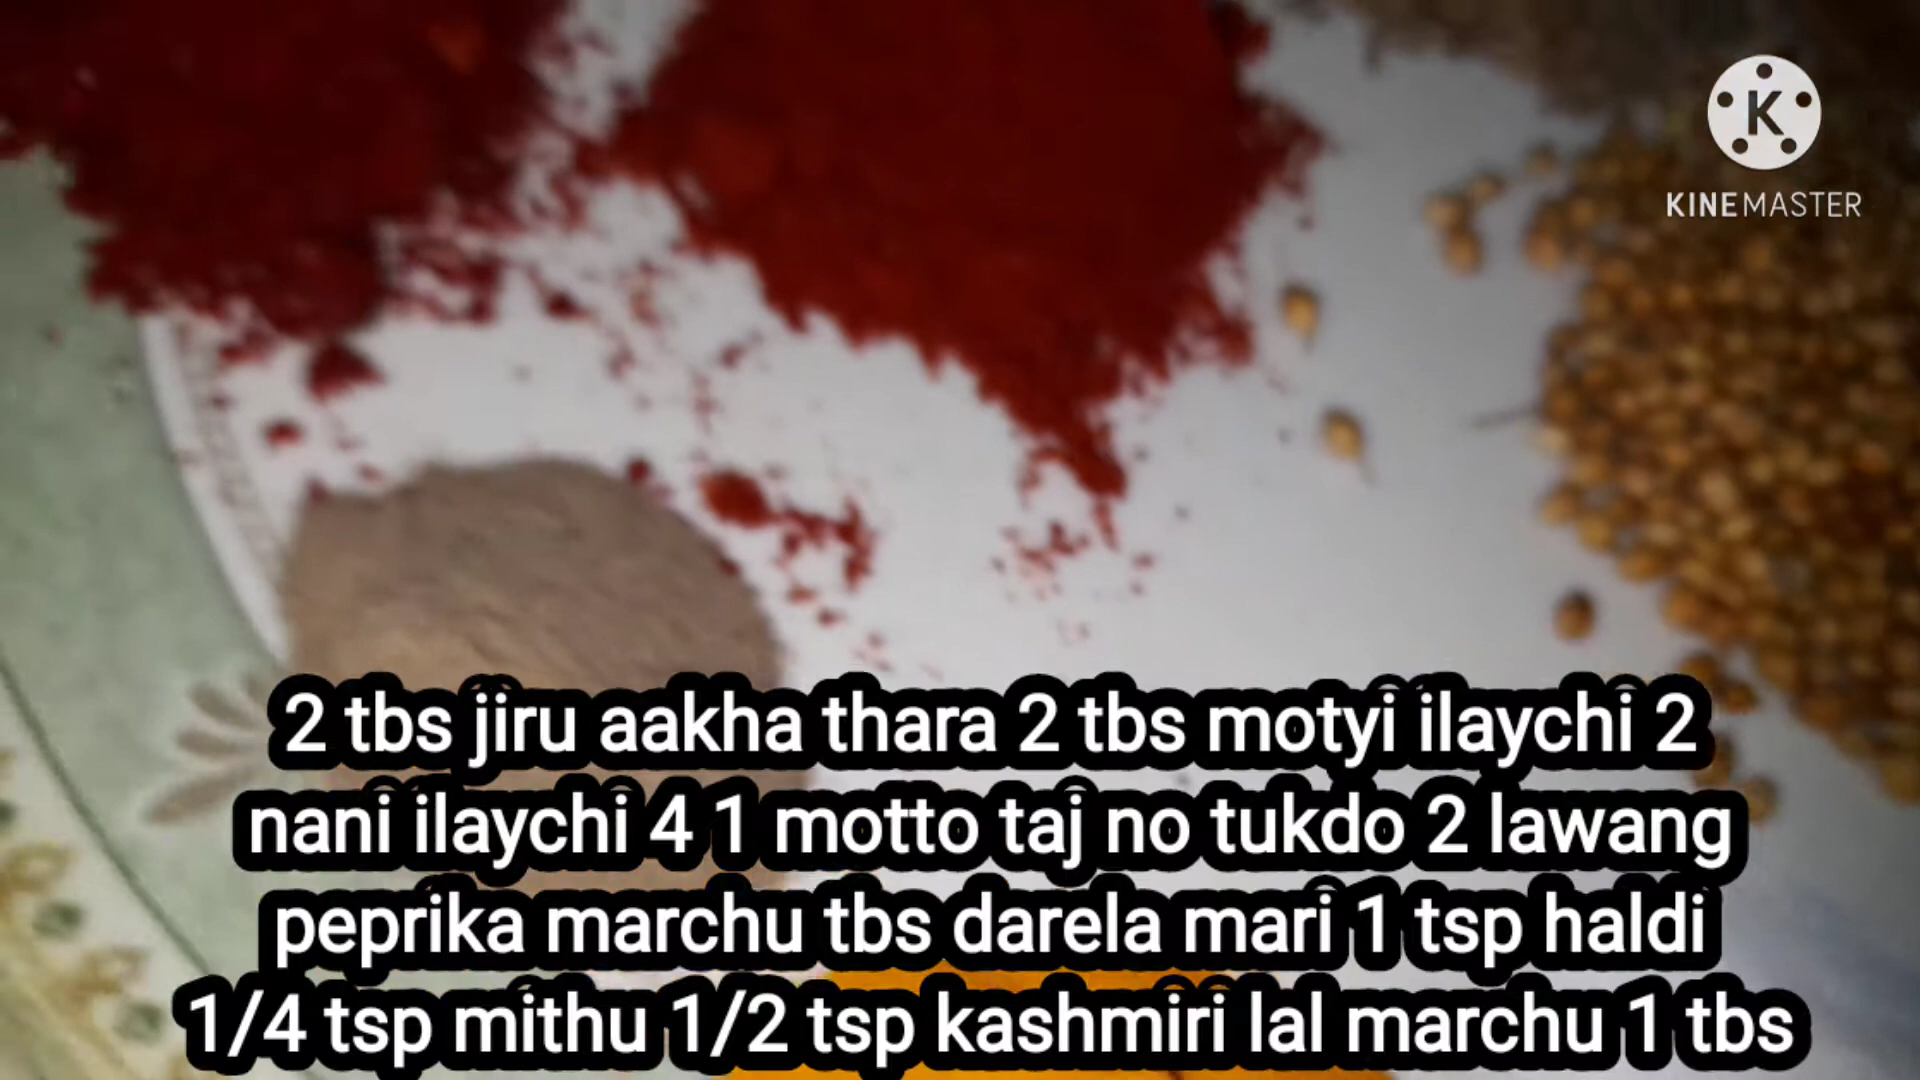 K
KINEMASTER
2 tbs jiru aakha thara 2 tbs motyi ilaychi 2
nani ilaychi 4 1 motto taj no tukdo 2 lawang
peprika marchu tbs darela mari 1 tsp haldi
1/4 tsp mithu 1/2 tsp kashmiri lal marchu 1 tbs